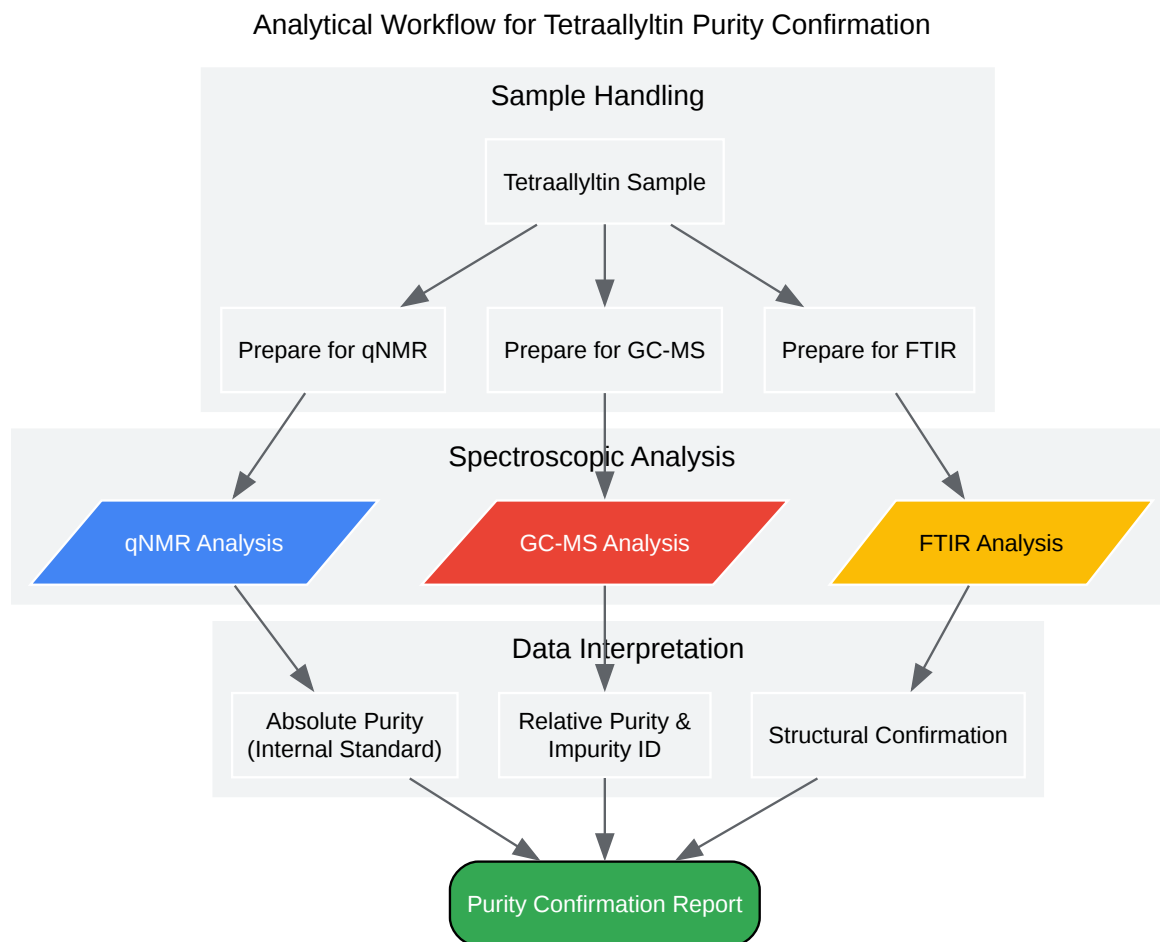 Analytical Workflow for Tetraallyltin Purity Confirmation
Sample Handling
Tetraallyltin Sample
Prepare for qNMR
Prepare for GC-MS
Prepare for FTIR
Spectroscopic Analysis
qNMR Analysis
GC-MS Analysis
FTIR Analysis
Data Interpretation
Absolute Purity
(Internal Standard)
Relative Purity &
Impurity ID
Structural Confirmation
Purity Confirmation Report